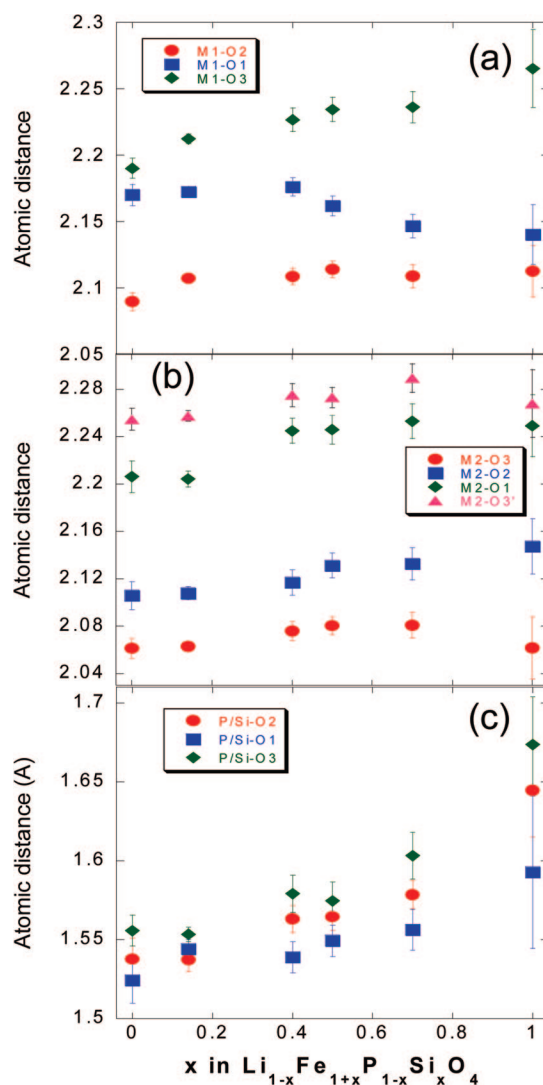 2.3
(a)
M1-O2
M1-O1
M1-O3
2.25
2.2
2.15
2.1
2.05
Atomic distance
(b)
2.28
2.24
2.2
2.16
2.12
2.08
2.04
M2-O3
M2-O2
M2-O1
M2-O3'
Atomic distance
1.7
(c)
P/Si-O2
P/Si-O1
P/Si-O3
1.65
1.6
1.55
1.5
Atomic distance (A)
0 0.2 0.4 0.6 0.8 1
x in Li₁₋ₓFe₁₊ₓP₁₋ₓSiₓO₄